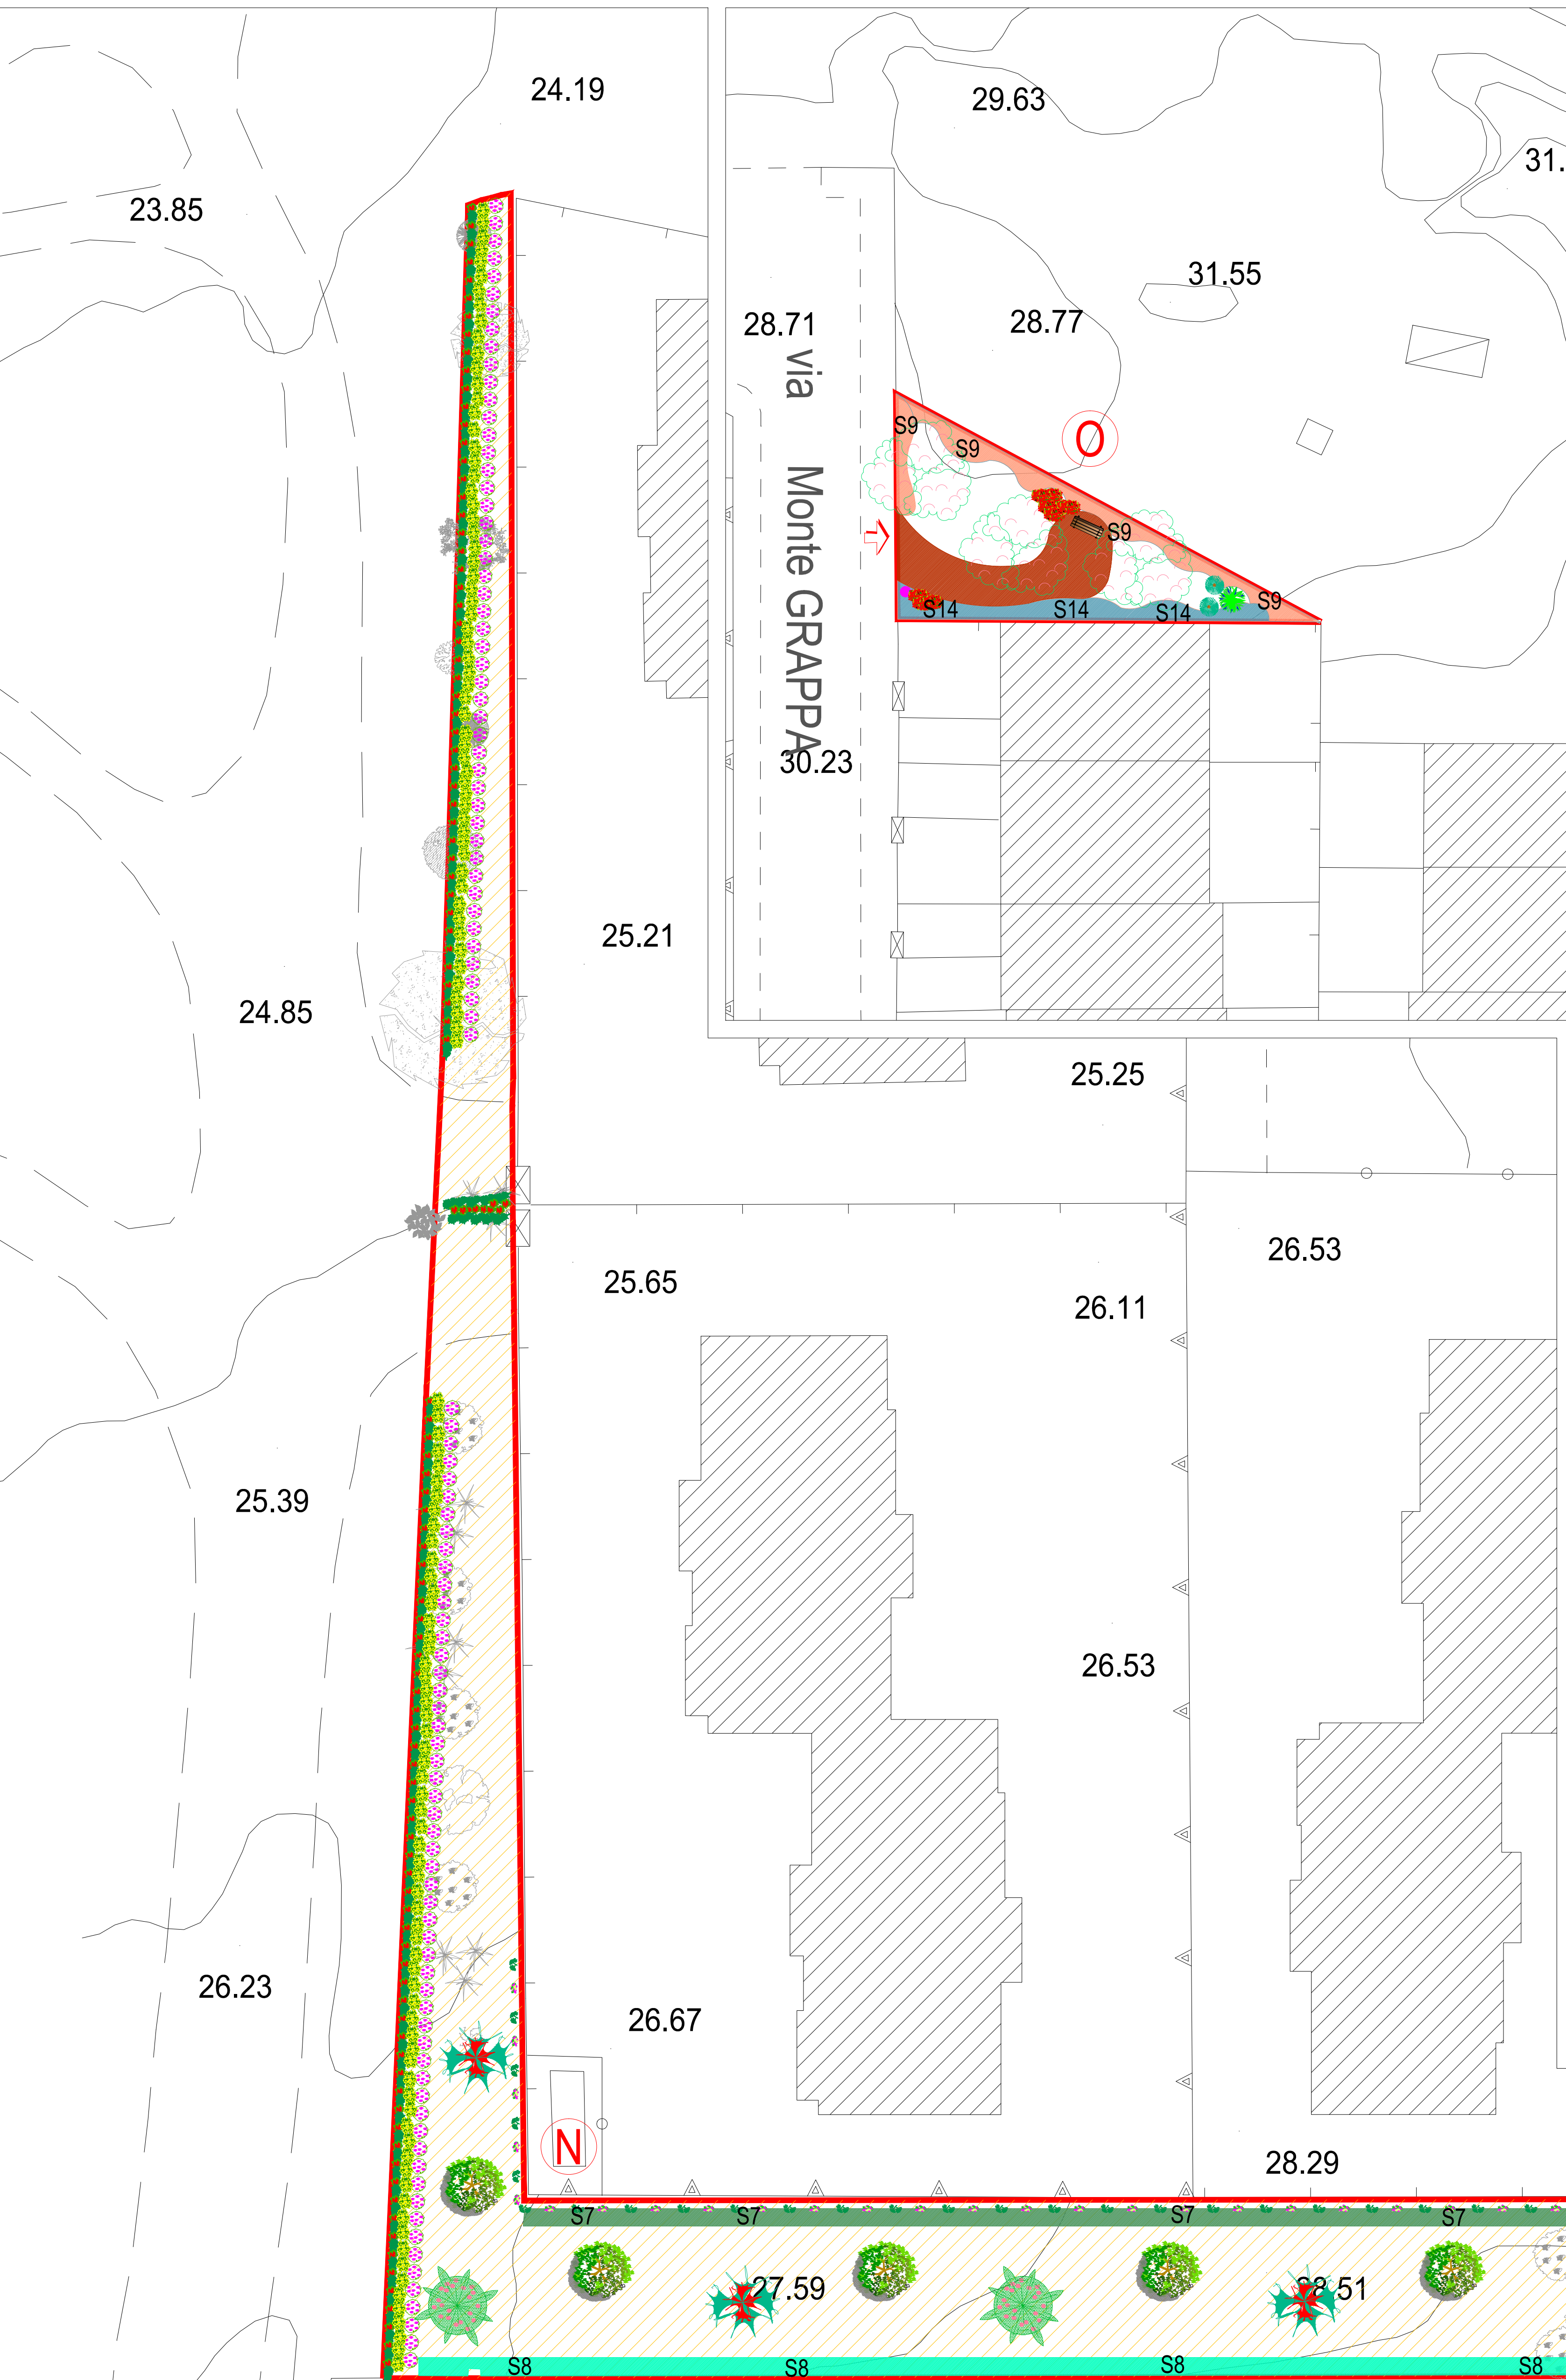 24.19
29.63
31.
23.85
31.55
28.71
28.77
via Monte GRAPPA
O
S9
S9
S9
S9
S14
S14
S14
30.23
25.21
24.85
25.25
26.53
25.65
26.11
25.39
26.53
26.23
26.67
N
28.29
S7
S7
S7
S7
27.59
28.51
S8
S8
S8
S8